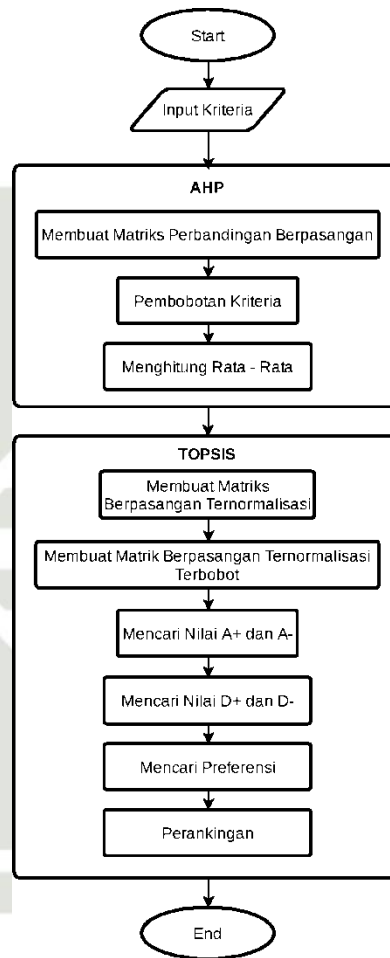 Start
Input Kriteria
AHP
Membuat Matriks Perbandingan Berpasangan
Pembobotan Kriteria
Menghitung Rata - Rata
TOPSIS
Membuat Matriks
Berpasangan Ternormalisasi
Membuat Matrik Berpasangan Ternormalisasi
Terbobot
Mencari Nilai A+ dan A-
Mencari Nilai D+ dan D-
Mencari Preferensi
Perankingan
End